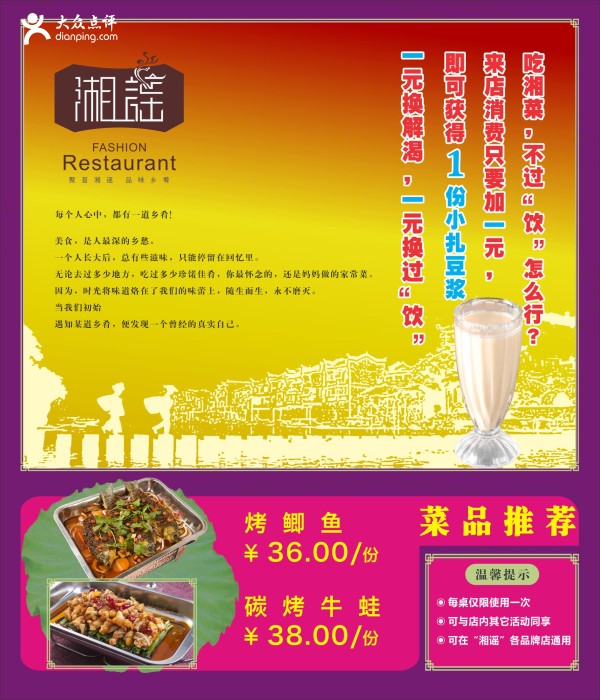 大众点评
dianping.com
湘谣
FASHION
Restaurant
聚首湘谣 品味乡肴
每个人心中，都有一道乡肴！
美食，是人最深的乡愁。
一个人长大后，总有些滋味，只能停留在回忆里。
无论去过多少地方，吃过多少珍馐佳肴，你最怀念的，还是妈妈做的家常菜。
因为，时光将味道烙在了我们的味蕾上，随生而生，永不磨灭。
当我们初始
遇知某道乡肴，便发现一个曾经的真实自己。
吃湘菜，不过“饮”怎么行？
来店消费只要加一元，
即可获得1份小扎豆浆
一元换解渴，一元换过“饮”
烤鲫鱼
¥ 36.00/份
碳烤牛蛙
¥ 38.00/份
菜品推荐
温馨提示
每桌仅限使用一次
可与店内其它活动同享
可在“湘谣”各品牌店通用